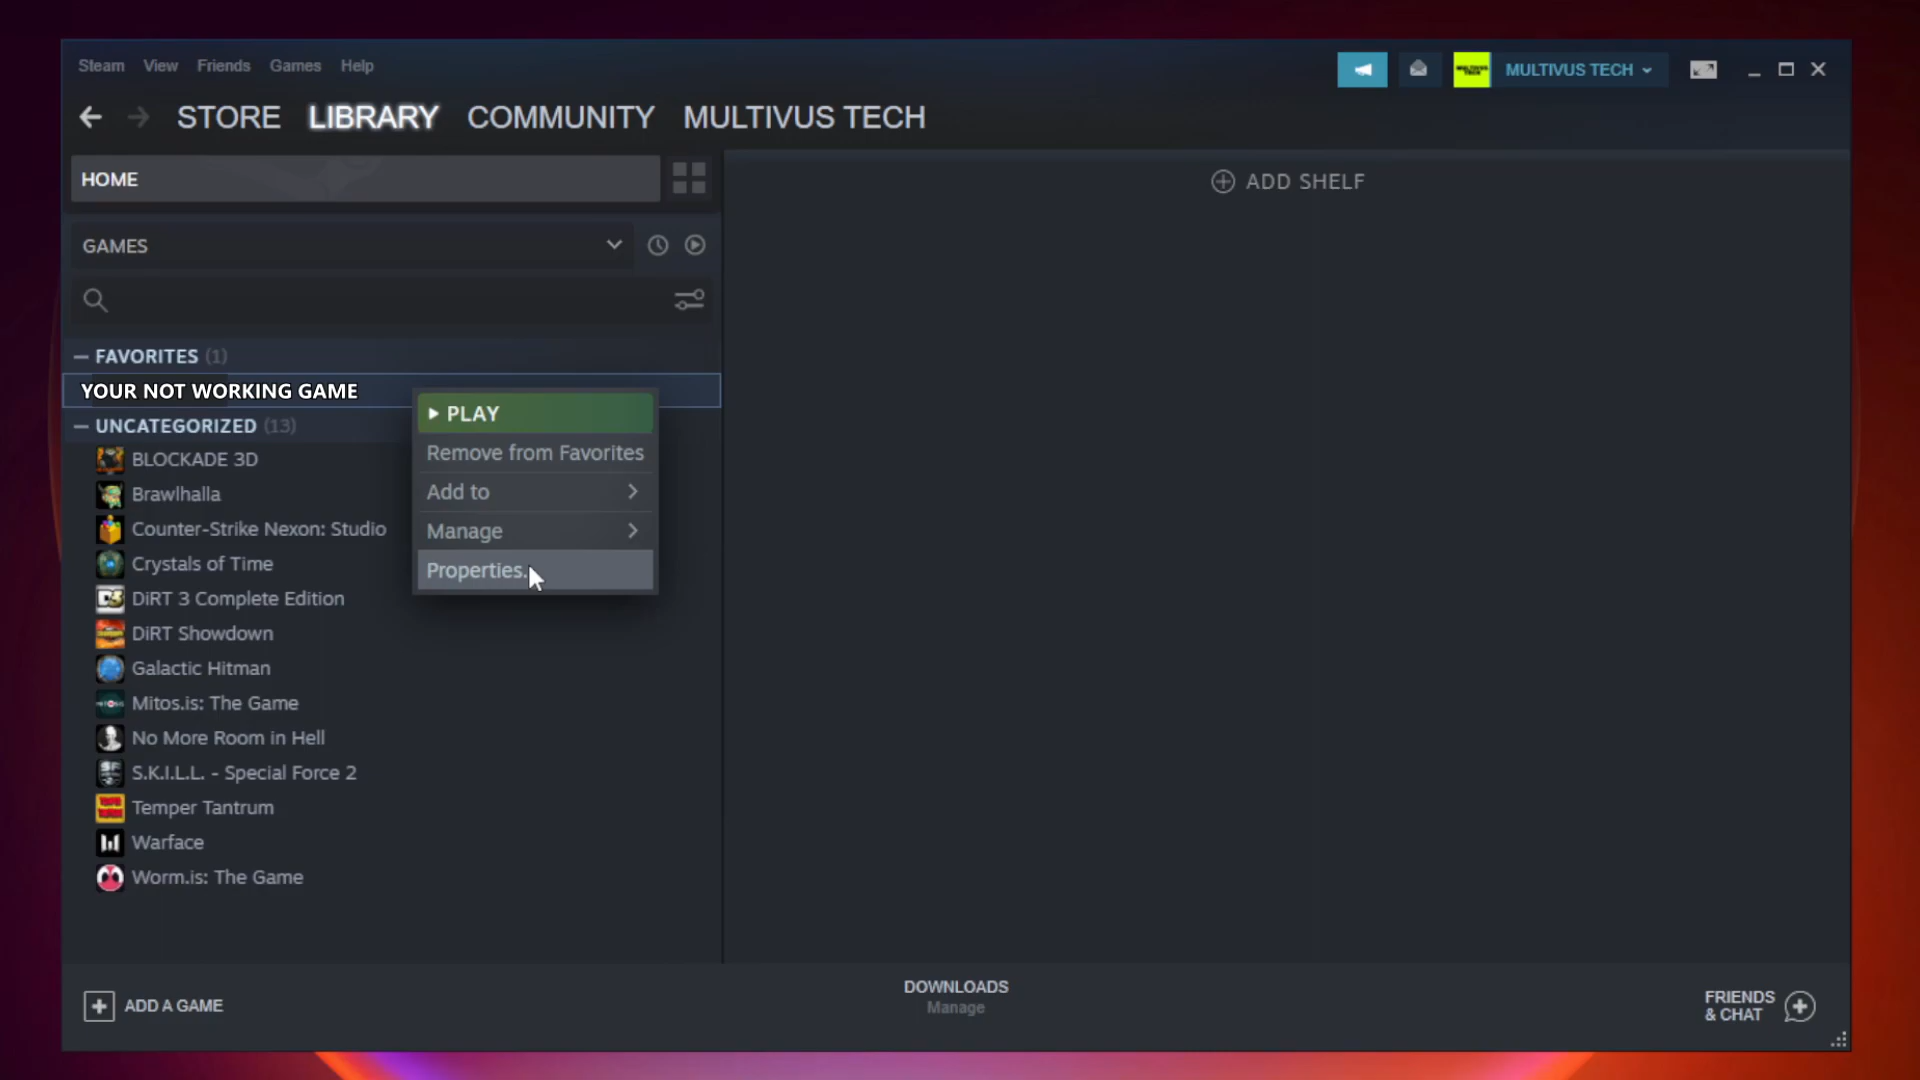 Steam View Friends Games Help
MULTIVUS TECH
STORE LIBRARY COMMUNITY MULTIVUS TECH
HOME
ADD SHELF
GAMES
FAVORITES (1)
YOUR NOT WORKING GAME
PLAY
UNCATEGORIZED (13)
Remove from Favorites
BLOCKADE 3D
Add to
Brawlhalla
Manage
Counter-Strike Nexon: Studio
Properties.
Crystals of Time
DiRT 3 Complete Edition
DiRT Showdown
Galactic Hitman
Mitos.is: The Game
No More Room in Hell
S.K.I.L.L. - Special Force 2
Temper Tantrum
Warface
Worm.is: The Game
ADD A GAME
DOWNLOADS
Manage
FRIENDS
& CHAT